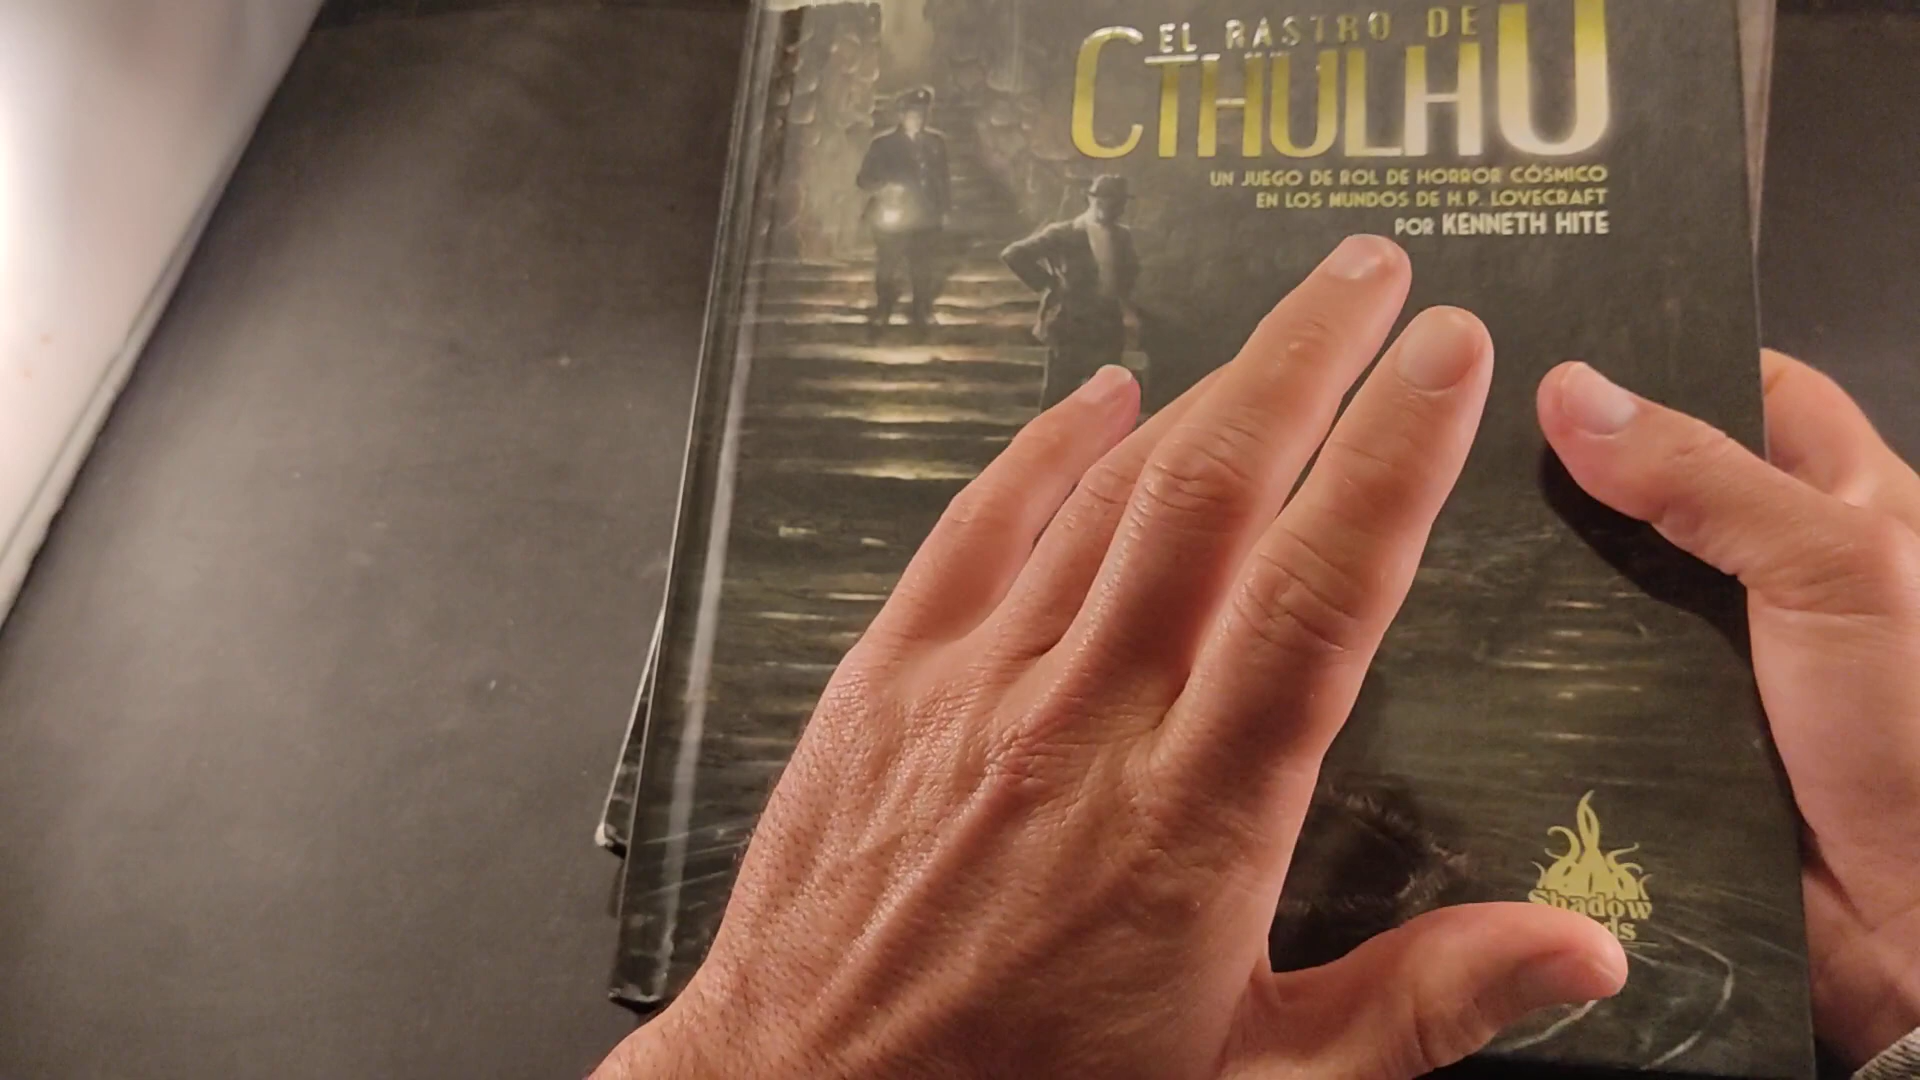 EL RASTRO DE
CTHULHU
UN JUEGO DE ROL DE HORROR CÓSMICO
EN LOS MUNDOS DE H.P. LOVECRAFT
POR KENNETH HITE
Shadow